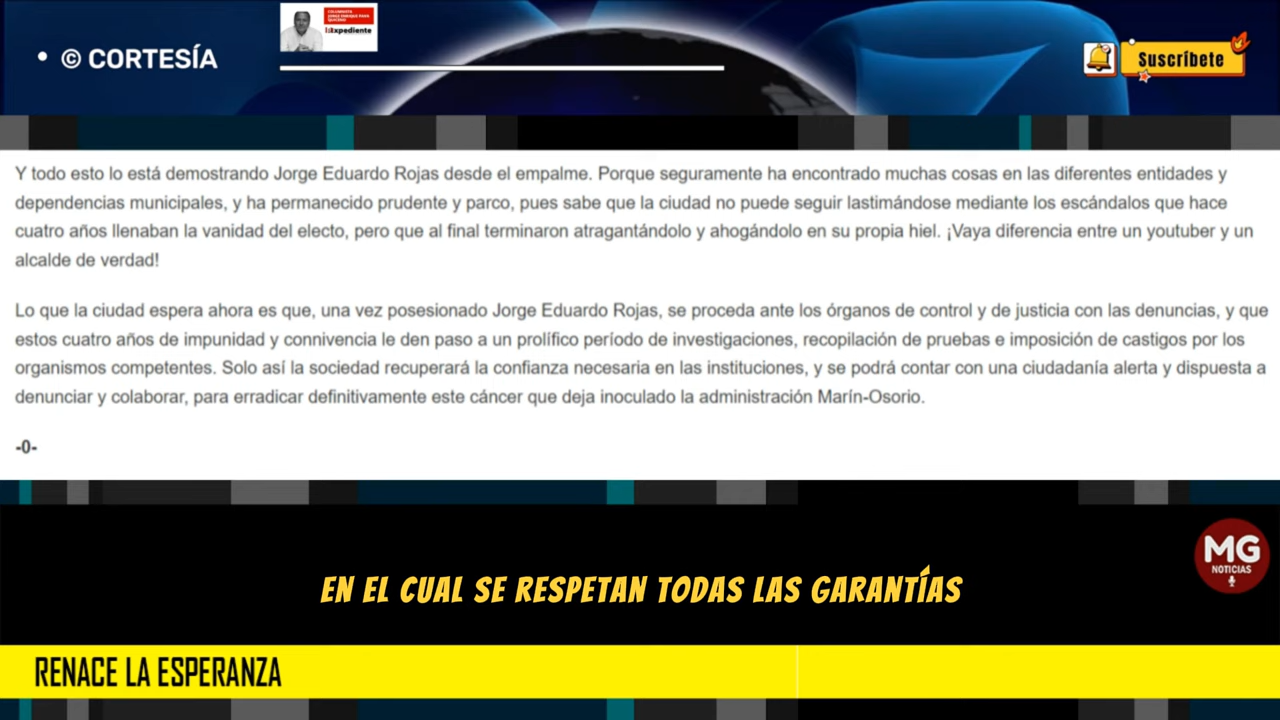 • © CORTESÍA
COLUMNISTA
JORGE ENRIQUE PAVA
QUICENO
laExpediente
Suscríbete
Y todo esto lo está demostrando Jorge Eduardo Rojas desde el empalme. Porque seguramente ha encontrado muchas cosas en las diferentes entidades y
dependencias municipales, y ha permanecido prudente y parco, pues sabe que la ciudad no puede seguir lastimándose mediante los escándalos que hace
cuatro años llenaban la vanidad del electo, pero que al final terminaron atragantándolo y ahogándolo en su propia hiel. ¡Vaya diferencia entre un youtuber y un
alcalde de verdad!
Lo que la ciudad espera ahora es que, una vez posesionado Jorge Eduardo Rojas, se proceda ante los órganos de control y de justicia con las denuncias, y que
estos cuatro años de impunidad y connivencia le den paso a un prolífico período de investigaciones, recopilación de pruebas e imposición de castigos por los
organismos competentes. Solo así la sociedad recuperará la confianza necesaria en las instituciones, y se podrá contar con una ciudadanía alerta y dispuesta a
denunciar y colaborar, para erradicar definitivamente este cáncer que deja inoculado la administración Marín-Osorio.
-0-
MG
NOTICIAS
EN EL CUAL SE RESPETAN TODAS LAS GARANTÍAS
RENACE LA ESPERANZA